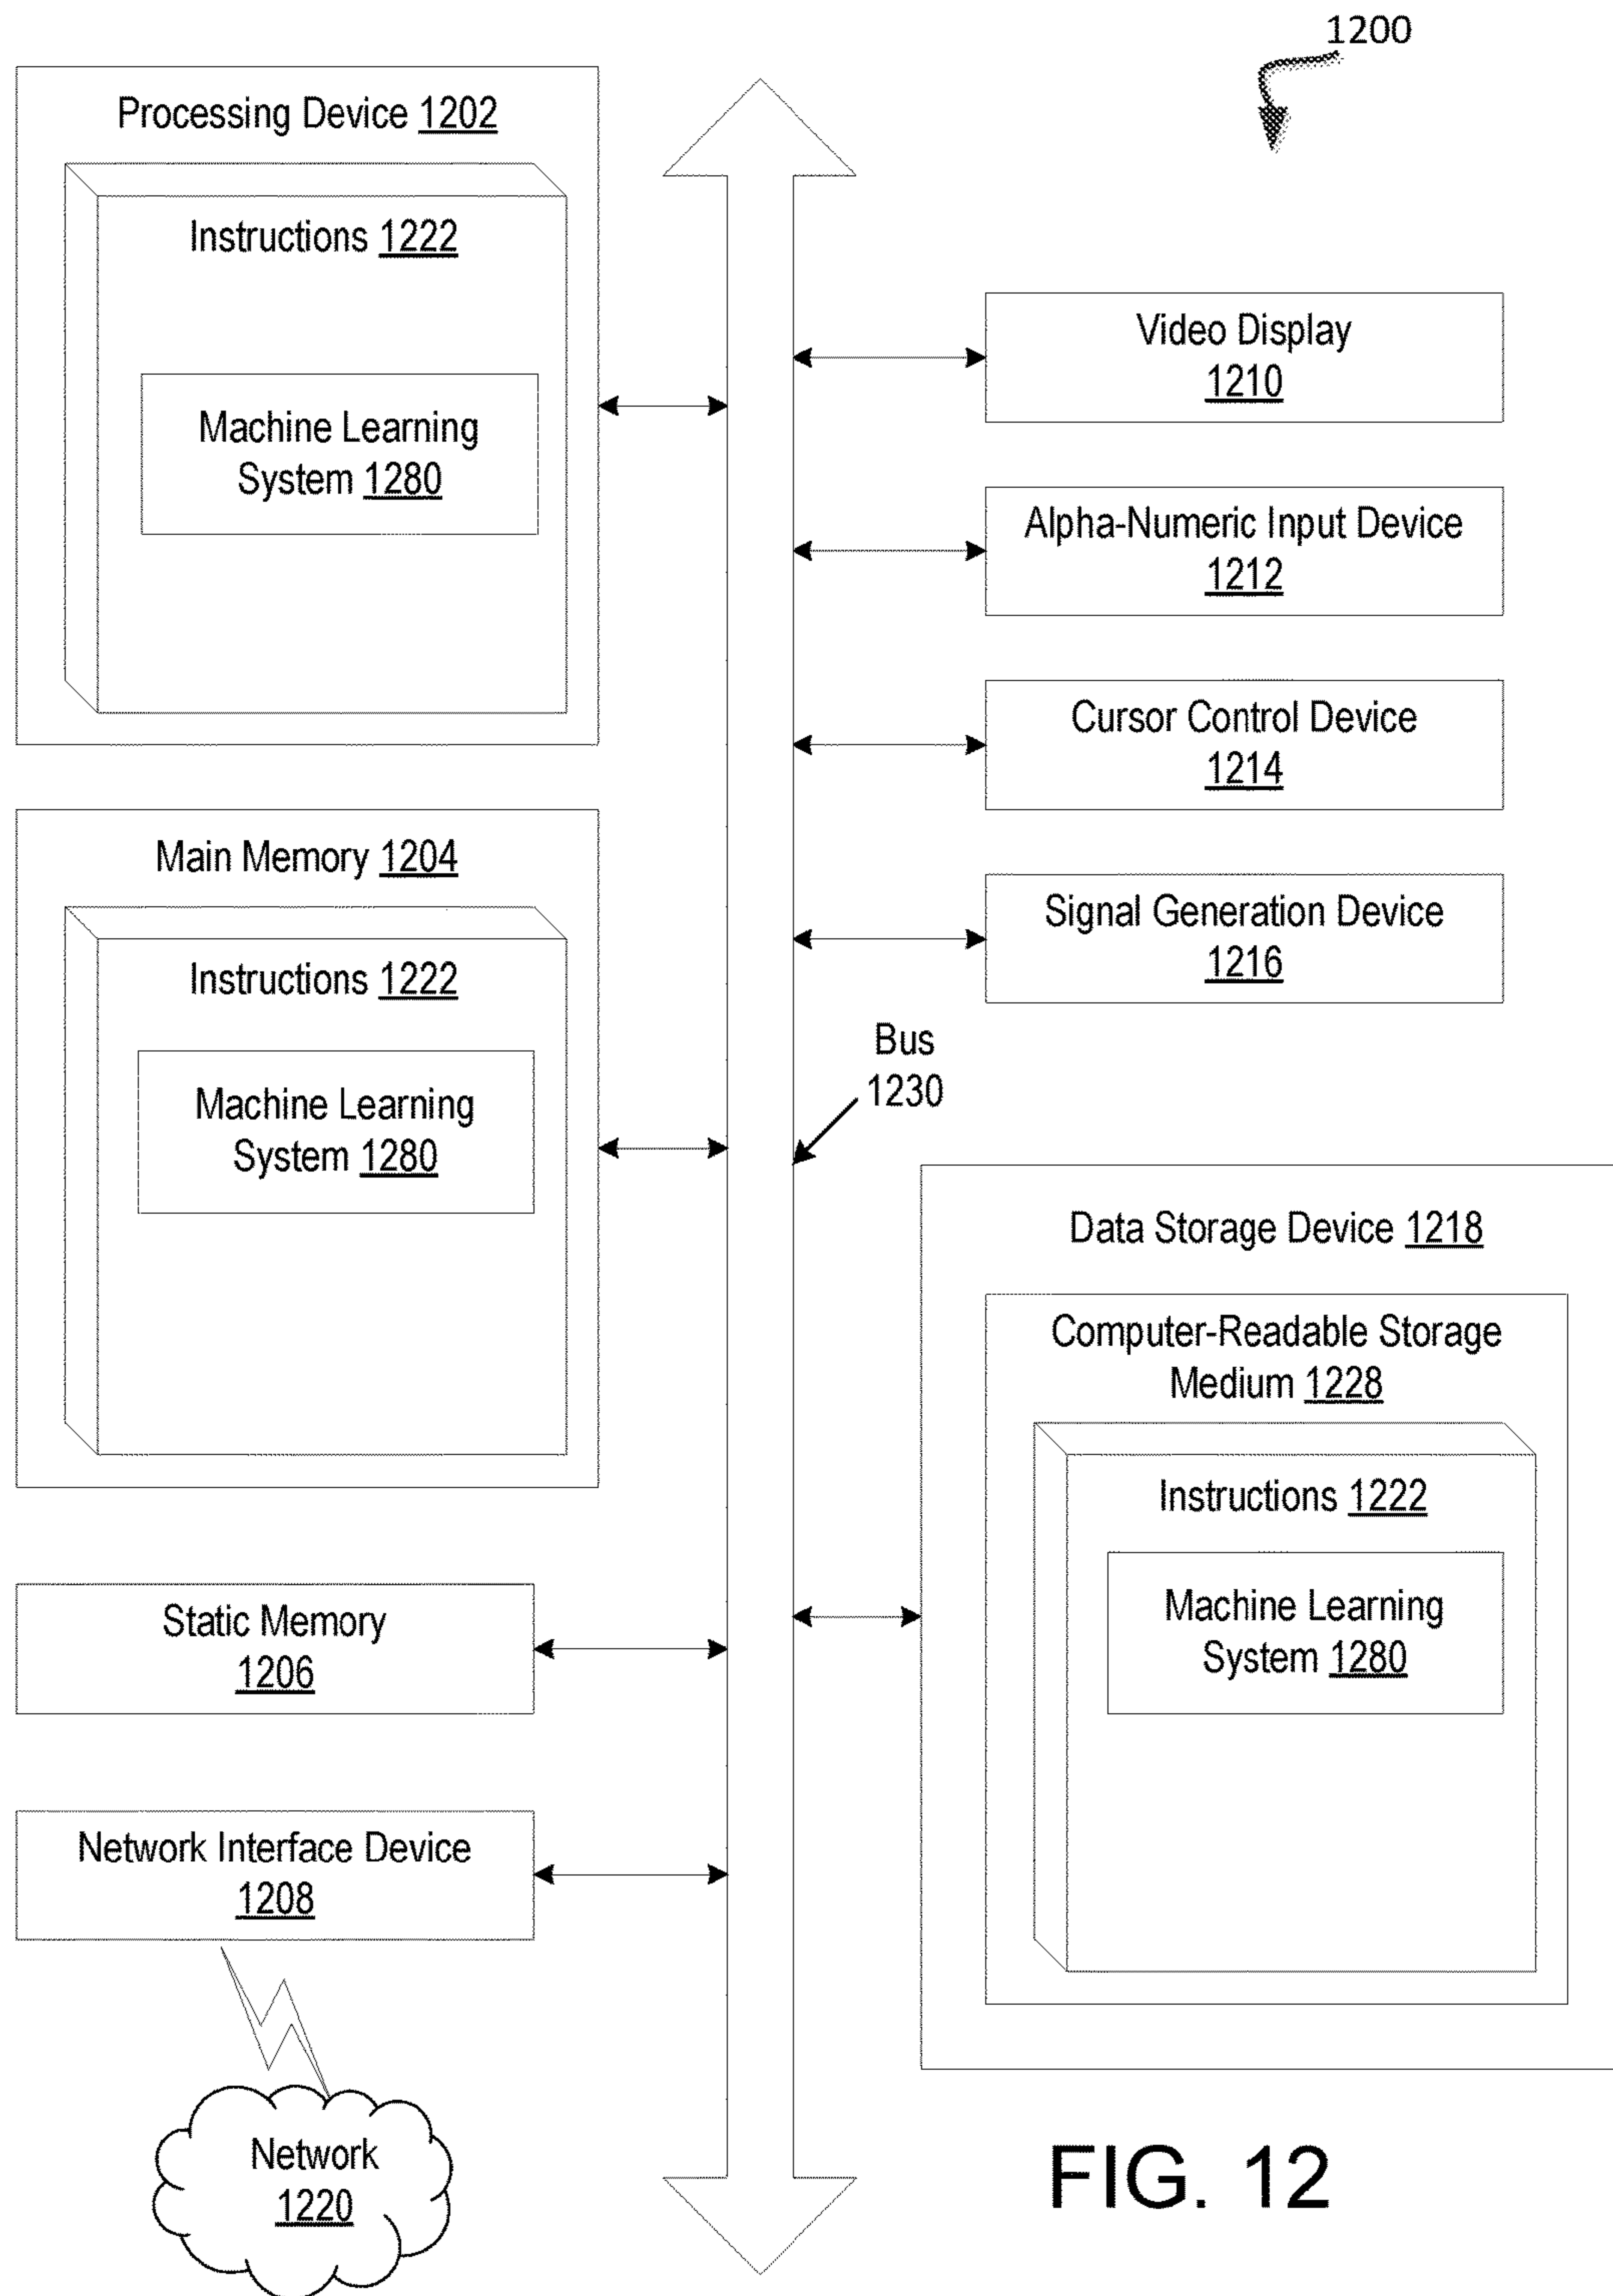 1200
Processing Device 1202
Instructions 1222
Machine Learning
System 1280
Main Memory 1204
Instructions 1222
Machine Learning
System 1280
Static Memory
1206
Network Interface Device
1208
Network
1220
Video Display
1210
Alpha-Numeric Input Device
1212
Cursor Control Device
1214
Signal Generation Device
1216
Bus
1230
Data Storage Device 1218
Computer-Readable Storage
Medium 1228
Instructions 1222
Machine Learning
System 1280
FIG. 12